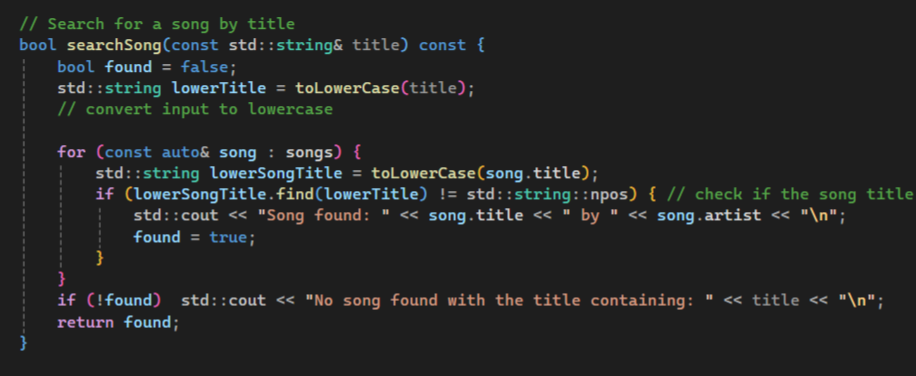 // Search for a song by title
bool searchSong(const std::string& title) const {
    bool found = false;
    std::string lowerTitle = toLowerCase(title);
    // convert input to lowercase
    for (const auto& song : songs) {
        std::string lowerSongTitle = toLowerCase(song.title);
        if (lowerSongTitle.find(lowerTitle) != std::string::npos) { // check if the song title
            std::cout << "Song found: " << song.title << " by " << song.artist << "\n";
            found = true;
        }
    }
    if (!found)  std::cout << "No song found with the title containing: " << title << "\n";
    return found;
}